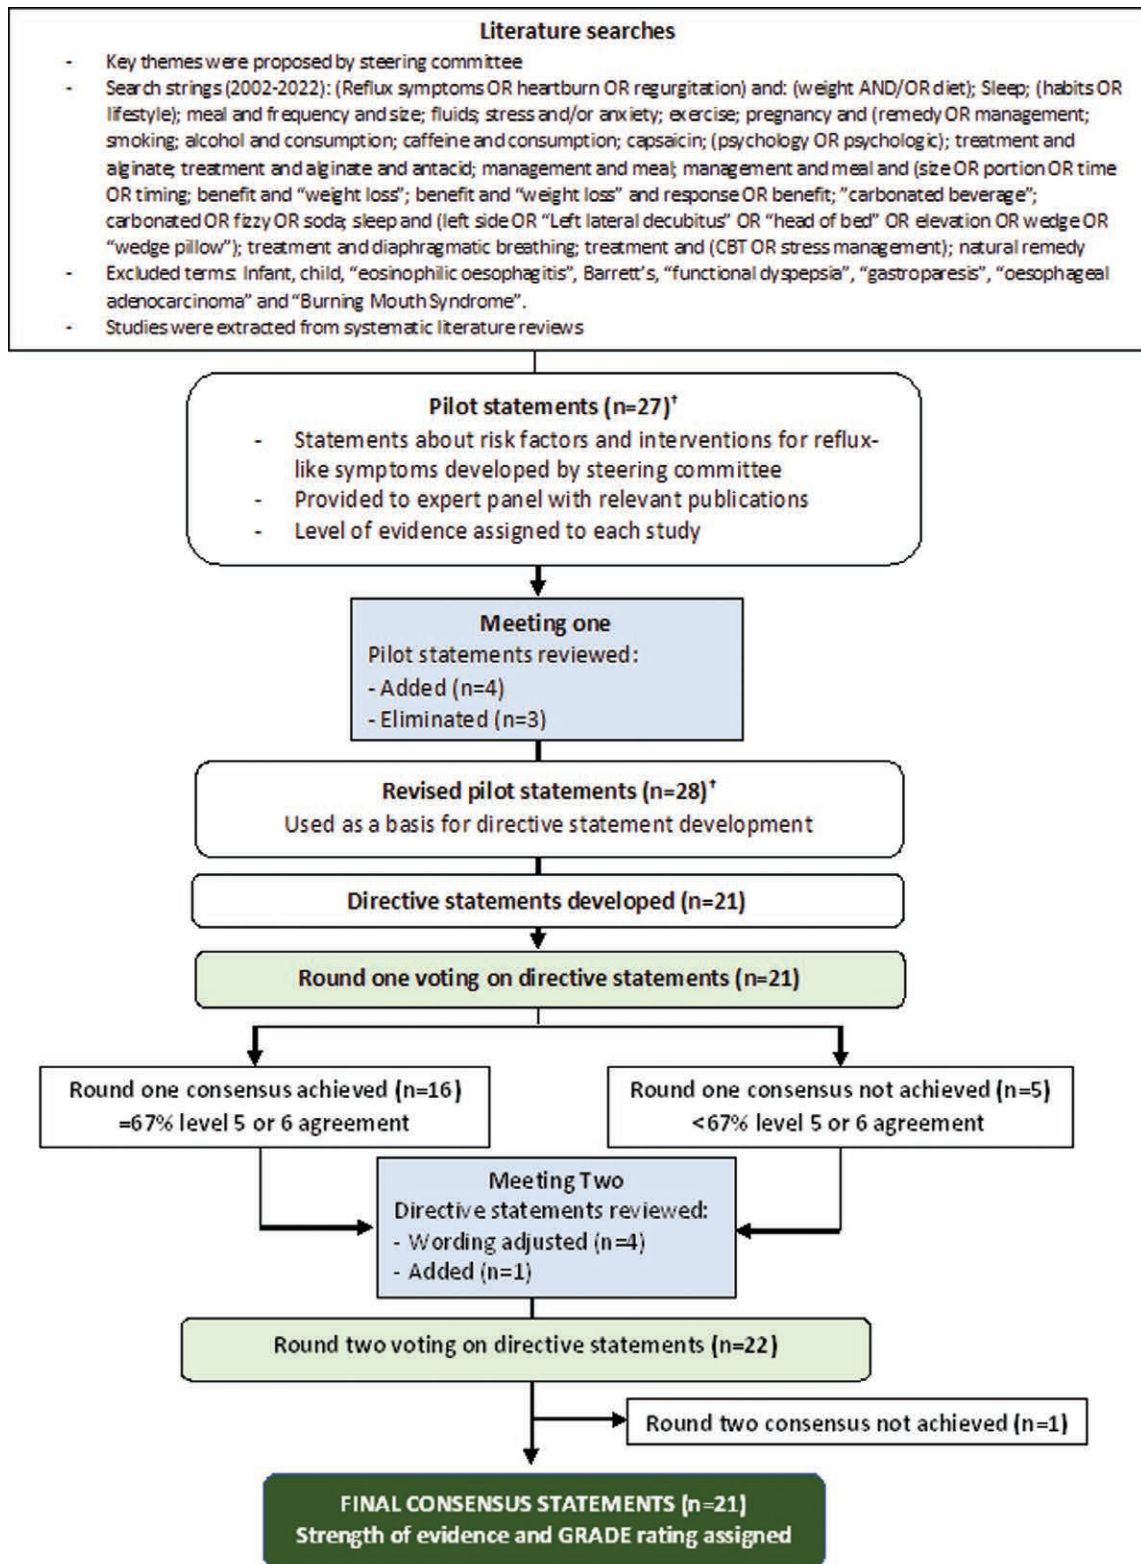 Literature searches
- Key themes were proposed by steering committee
- Search strings (2002-2022): (Reflux symptoms OR heartburn OR regurgitation) and: (weight AND/OR diet); Sleep; (habits OR
lifestyle); meal and frequency and size; fluids; stress and/or anxiety; exercise; pregnancy and (remedy OR management;
smoking; alcohol and consumption; caffeine and consumption; capsaicin; (psychology OR psychologic); treatment and
alginate; treatment and alginate and antacid; management and meal; management and meal and (size OR portion OR time
OR timing; benefit and "weight loss"; benefit and "weight loss" and response OR benefit; "carbonated beverage";
carbonated OR fizzy OR soda; sleep and (left side OR "Left lateral decubitus" OR "head of bed" OR elevation OR wedge OR
"wedge pillow"); treatment and diaphragmatic breathing; treatment and (CBT OR stress management); natural remedy
- Excluded terms: Infant, child, "eosinophilic oesophagitis", Barrett's, "functional dyspepsia", "gastroparesis", "oesophageal
adenocarcinoma" and "Burning Mouth Syndrome".
- Studies were extracted from systematic literature reviews
Pilot statements (n=27)†
- Statements about risk factors and interventions for reflux-
like symptoms developed by steering committee
- Provided to expert panel with relevant publications
- Level of evidence assigned to each study
Meeting one
Pilot statements reviewed:
- Added (n=4)
- Eliminated (n=3)
Revised pilot statements (n=28)†
Used as a basis for directive statement development
Directive statements developed (n=21)
Round one voting on directive statements (n=21)
Round one consensus achieved (n=16)
=67% level 5 or 6 agreement
Round one consensus not achieved (n=5)
<67% level 5 or 6 agreement
Meeting Two
Directive statements reviewed:
- Wording adjusted (n=4)
- Added (n=1)
Round two voting on directive statements (n=22)
Round two consensus not achieved (n=1)
FINAL CONSENSUS STATEMENTS (n=21)
Strength of evidence and GRADE rating assigned